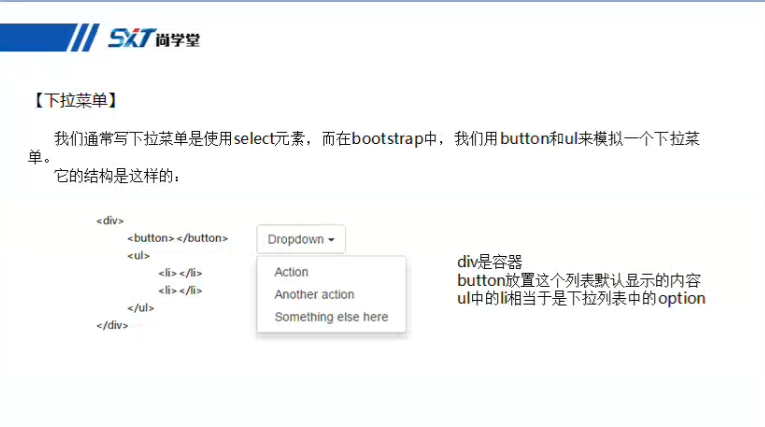 SXT尚学堂
【下拉菜单】
我们通常写下拉菜单是使用select元素，而在bootstrap中，我们用button和ul来模拟一个下拉菜
单。
它的结构是这样的：
<div>
<button></button>
<ul>
<li></li>
<li></li>
</ul>
</div>
Dropdown
Action
Another action
Something else here
div是容器
button放置这个列表默认显示的内容
ul中的li相当于是下拉列表中的option